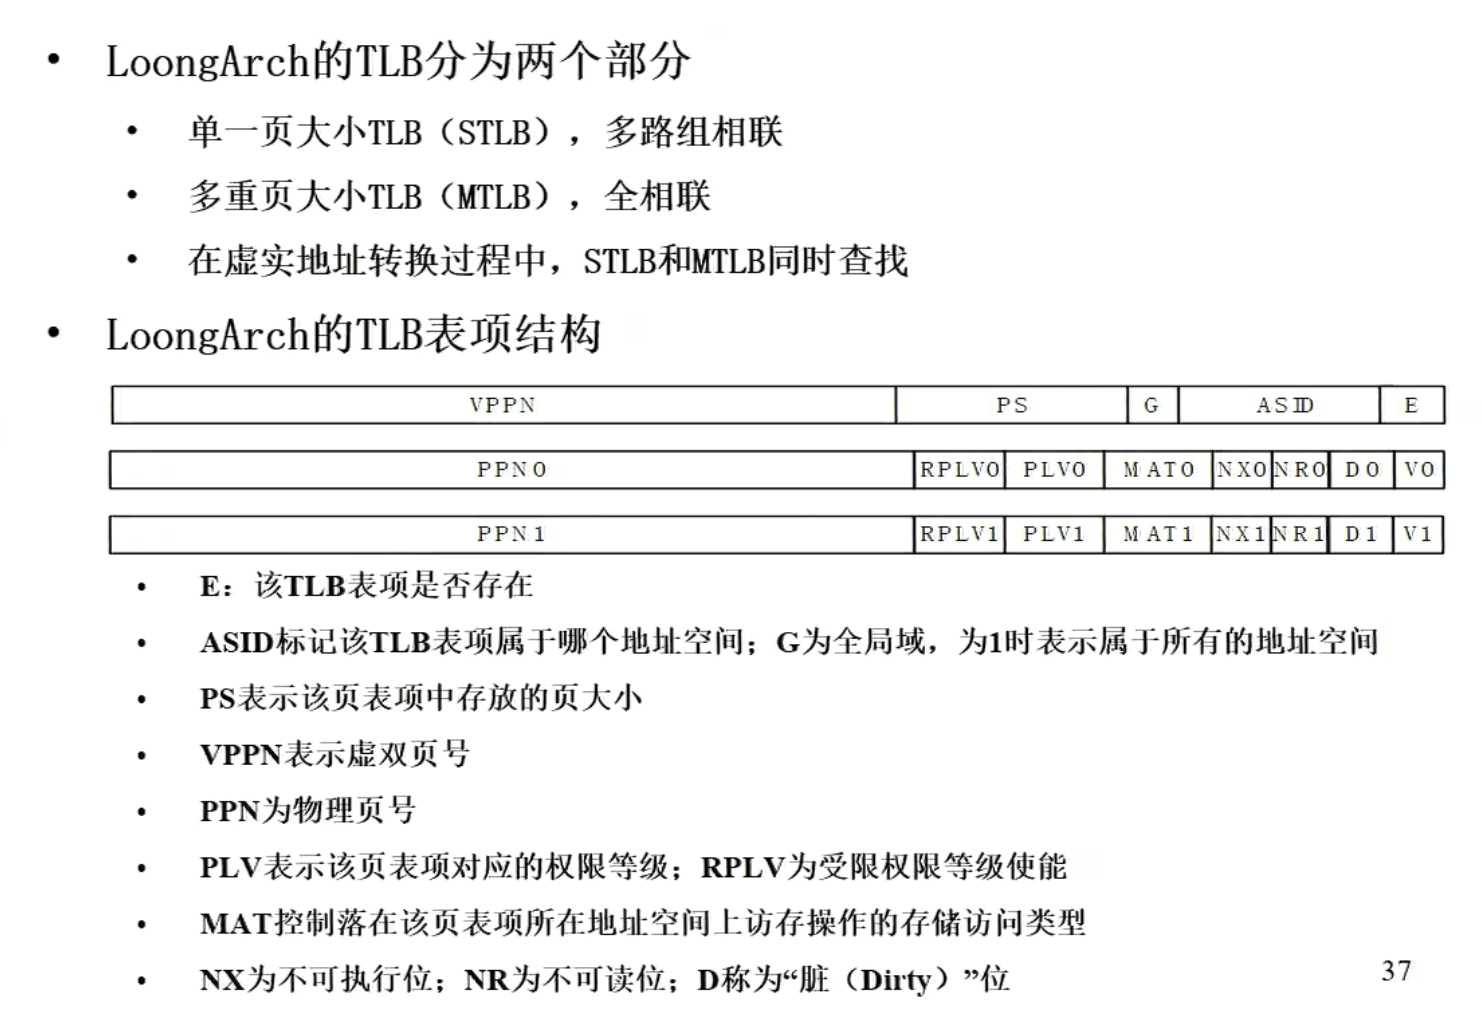 • LoongArch的TLB分为两个部分
• 单一页大小TLB（STLB），多路组相联
• 多重页大小TLB（MTLB），全相联
• 在虚实地址转换过程中，STLB和MTLB同时查找
• LoongArch的TLB表项结构
VPPN PS G ASID E
PPN0 RPLV0 PLV0 MAT0 NX0 NR0 D0 V0
PPN1 RPLV1 PLV1 MAT1 NX1 NR1 D1 V1
• E：该TLB表项是否存在
• ASID标记该TLB表项属于哪个地址空间；G为全局域，为1时表示属于所有的地址空间
• PS表示该页表项中存放的页大小
• VPPN表示虚双页号
• PPN为物理页号
• PLV表示该页表项对应的权限等级；RPLV为受限权限等级使能
• MAT控制落在该页表项所在地址空间上访存操作的存储访问类型
• NX为不可执行位；NR为不可读位；D称为“脏（Dirty）”位
37